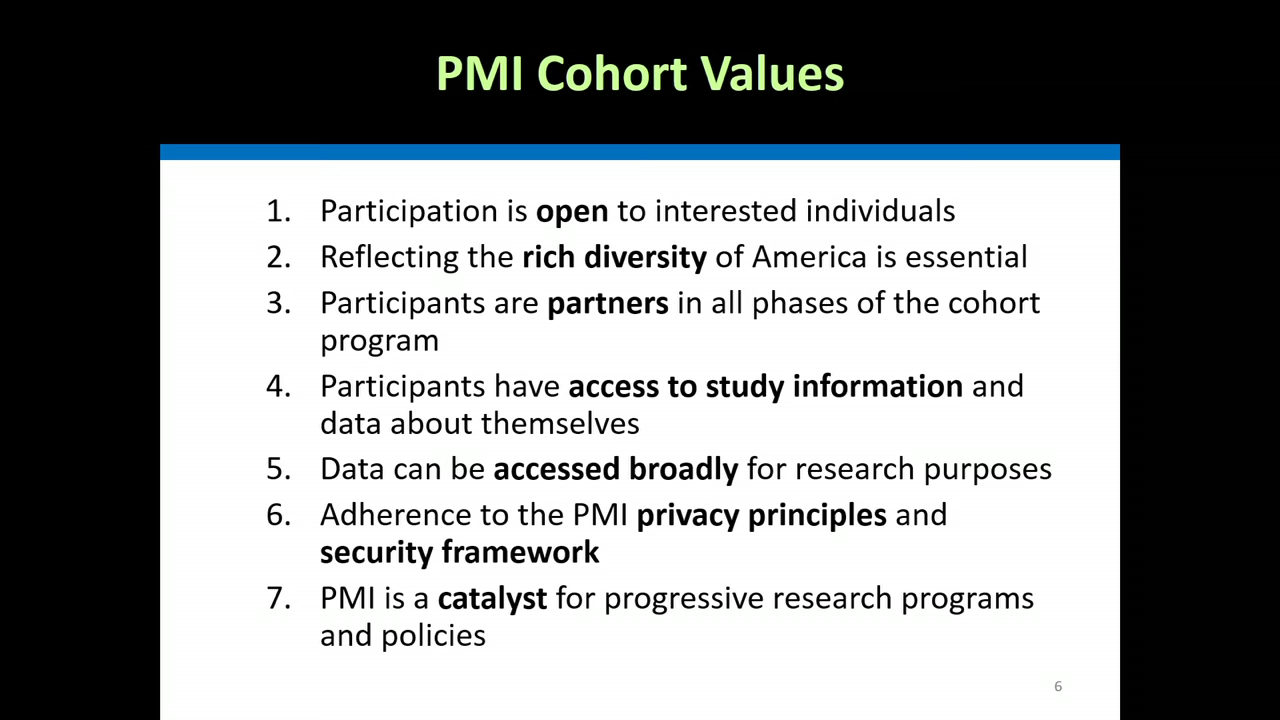 PMI Cohort Values
1. Participation is open to interested individuals
2. Reflecting the rich diversity of America is essential
3. Participants are partners in all phases of the cohort
program
4. Participants have access to study information and
data about themselves
5. Data can be accessed broadly for research purposes
6. Adherence to the PMI privacy principles and
security framework
7. PMI is a catalyst for progressive research programs
and policies
6